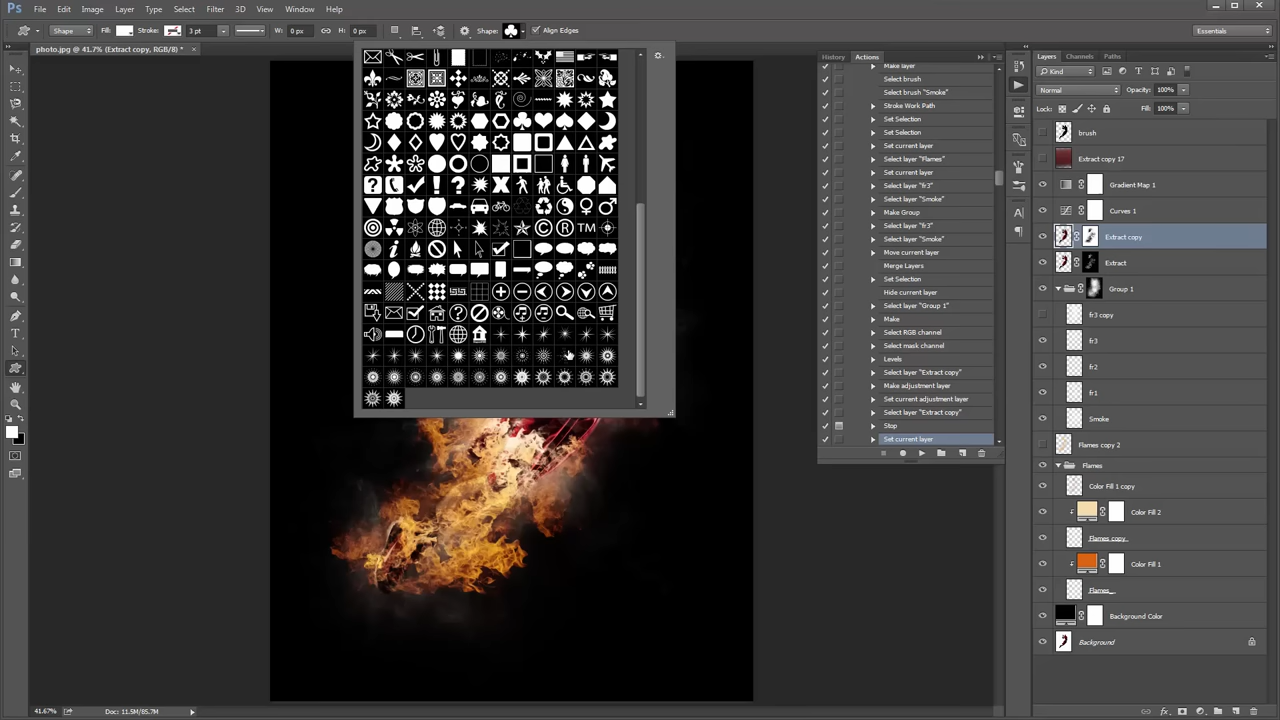 Ps File Edit Image Layer Type Select Filter 3D View Window Help
Shape Fill: Stroke: 3 pt W: 0 px H: 0 px Shape: Align Edges Essentials
photo.jpg @ 41.7% (Extract copy, RGB/8) * ×
History Actions
Make layer
Select brush
Select brush "Smoke"
Stroke Work Path
Set Selection
Set Selection
Set current layer
Select layer "Flames"
Set current layer
Select layer "fr3"
Select layer "Smoke"
Make Group
Select layer "fr3"
Select layer "Smoke"
Move current layer
Merge Layers
Set Selection
Hide current layer
Select layer "Group 1"
Make
Select RGB channel
Select mask channel
Levels
Select layer "Extract copy"
Make adjustment layer
Set current adjustment layer
Select layer "Extract copy"
Stop
Set current layer
Layers Channels Paths
Kind
Normal Opacity: 100%
Lock: Fill: 100%
brush
Extract copy 17
Gradient Map 1
Curves 1
Extract copy
Extract
Group 1
fr3 copy
fr3
fr2
fr1
Smoke
Flames copy 2
Flames
Color Fill 1 copy
Color Fill 2
Flames copy_
Color Fill 1
Flames_
Background Color
Background
fx
41.67% Doc: 11.5M/85.7M